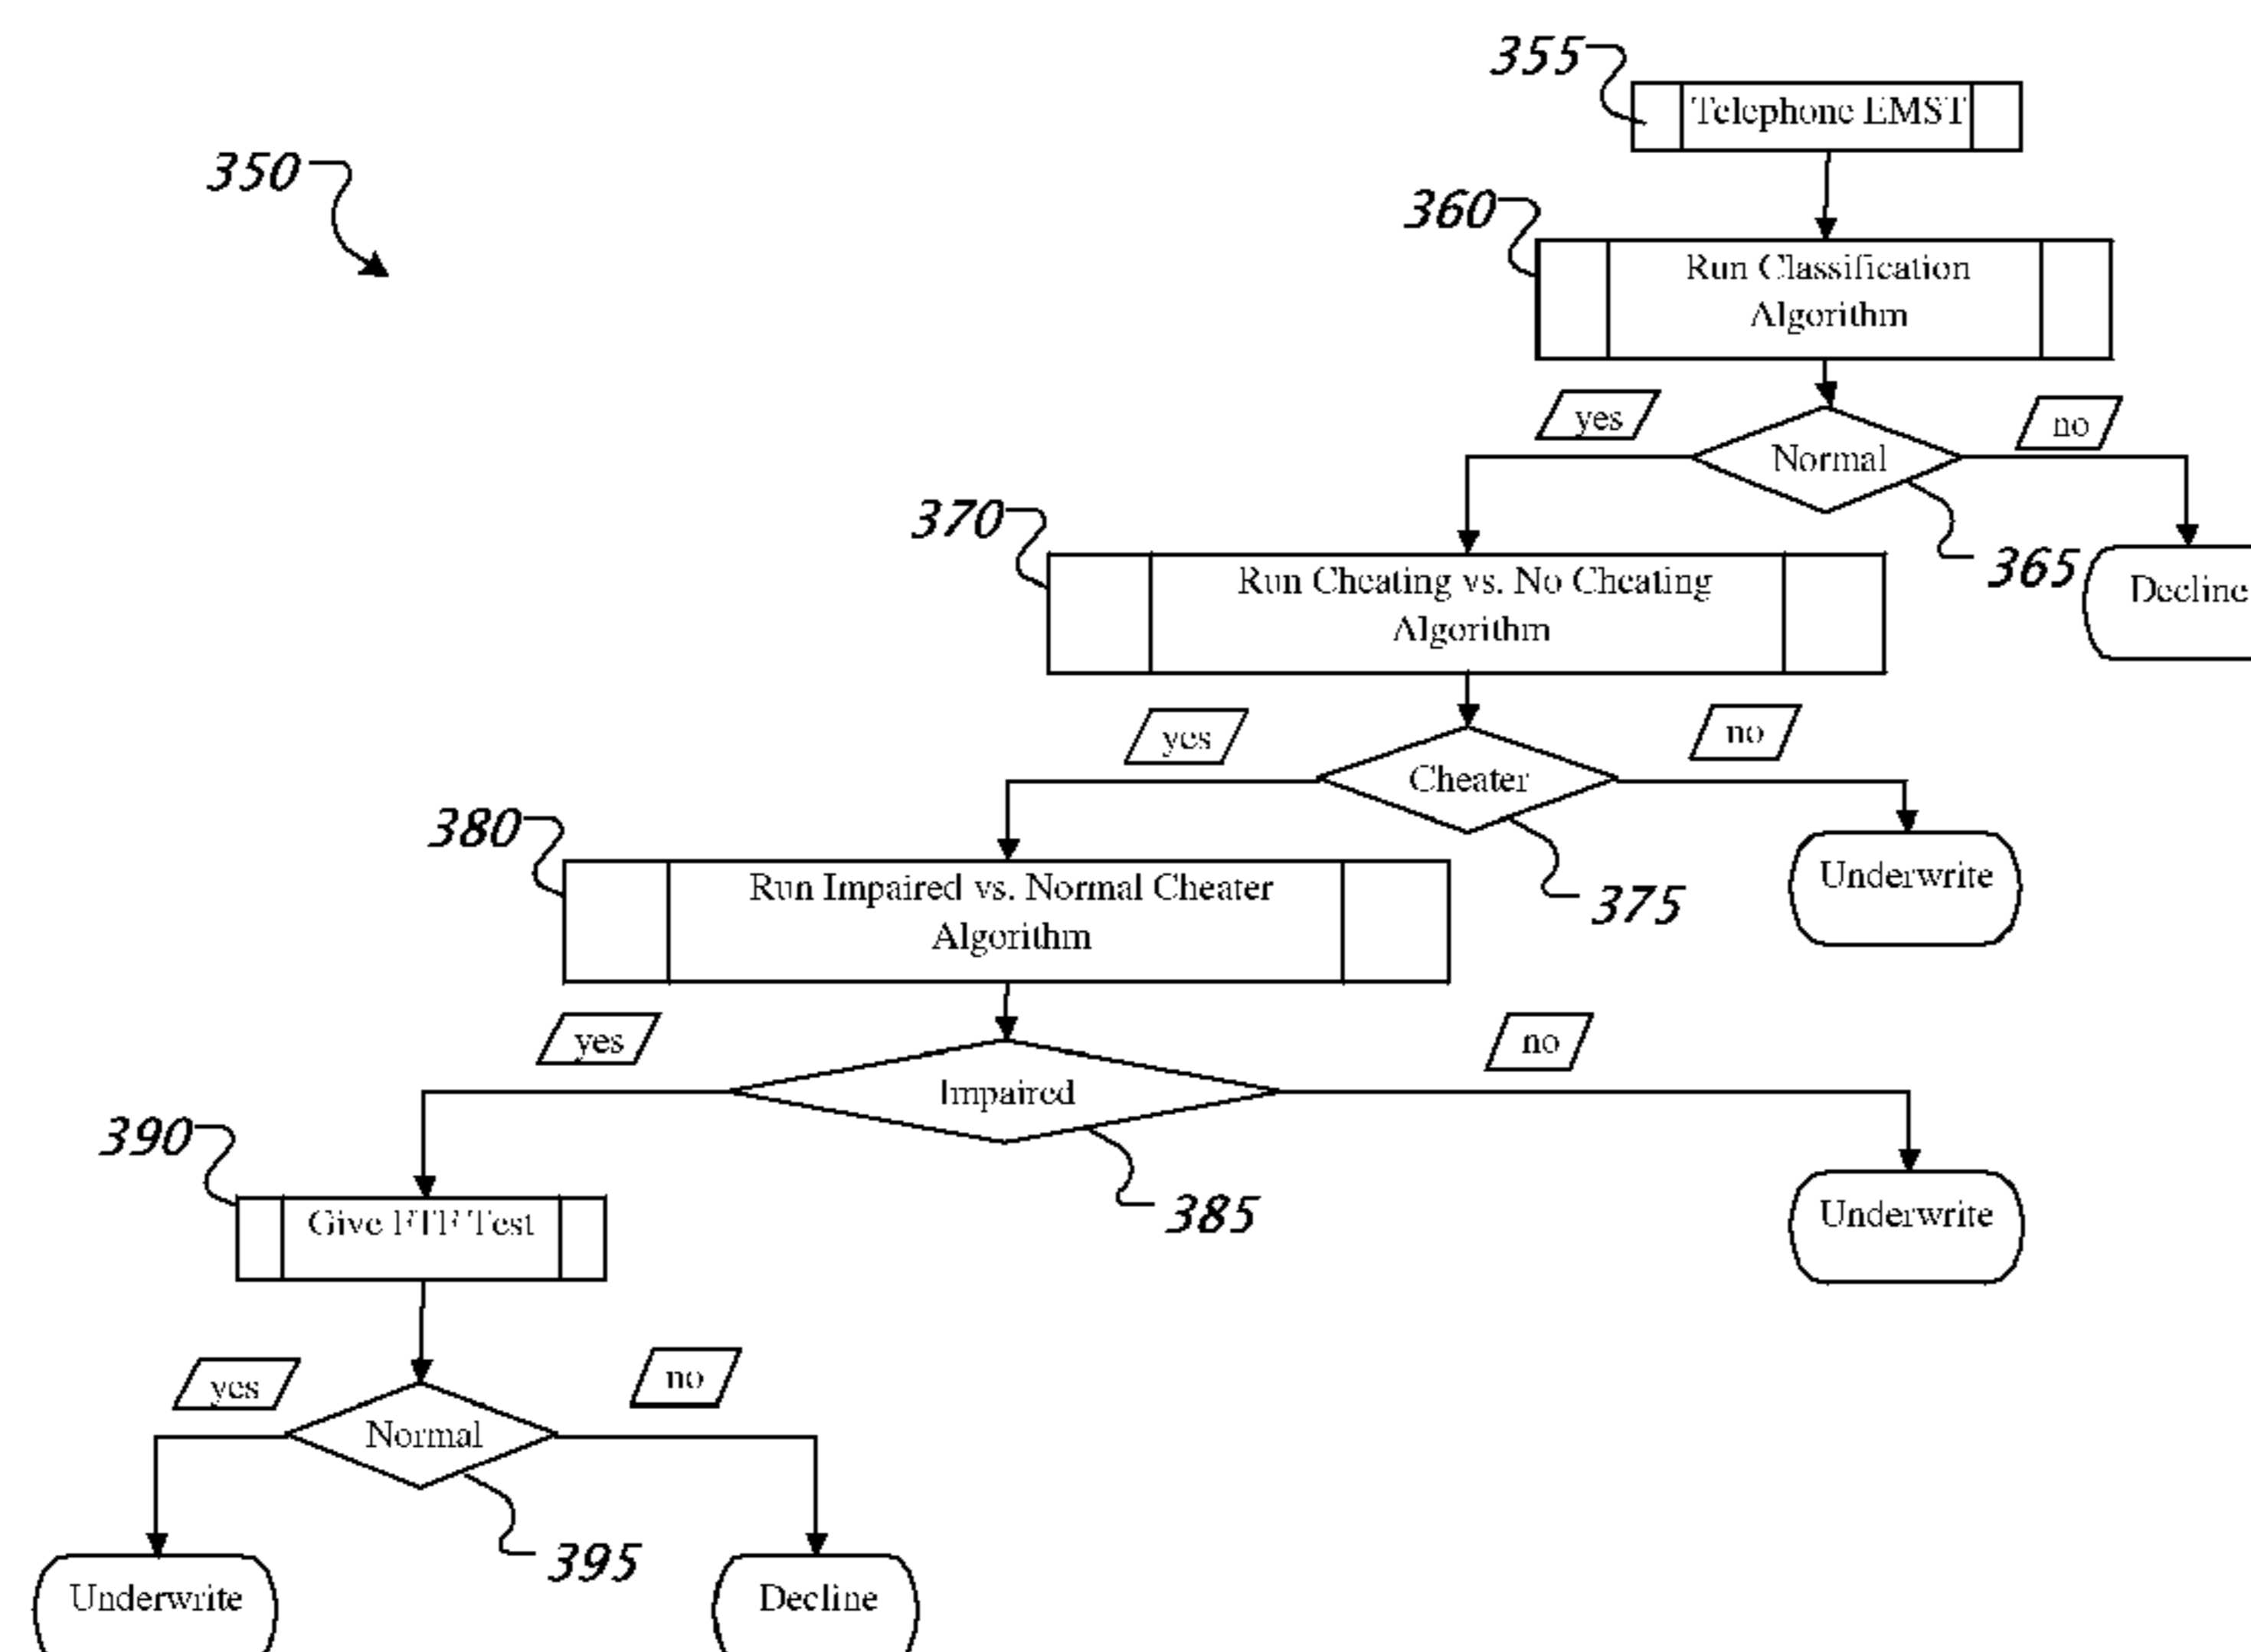 355
Telephone EMST
350
360
Run Classification
Algorithm
yes
no
Normal
370
365
Run Cheating vs. No Cheating
Algorithm
Decline
yes
no
Cheater
380
Underwrite
Run Impaired vs. Normal Cheater
Algorithm
375
yes
no
Impaired
390
Give FTF Test
385
Underwrite
yes
no
Normal
395
Underwrite
Decline